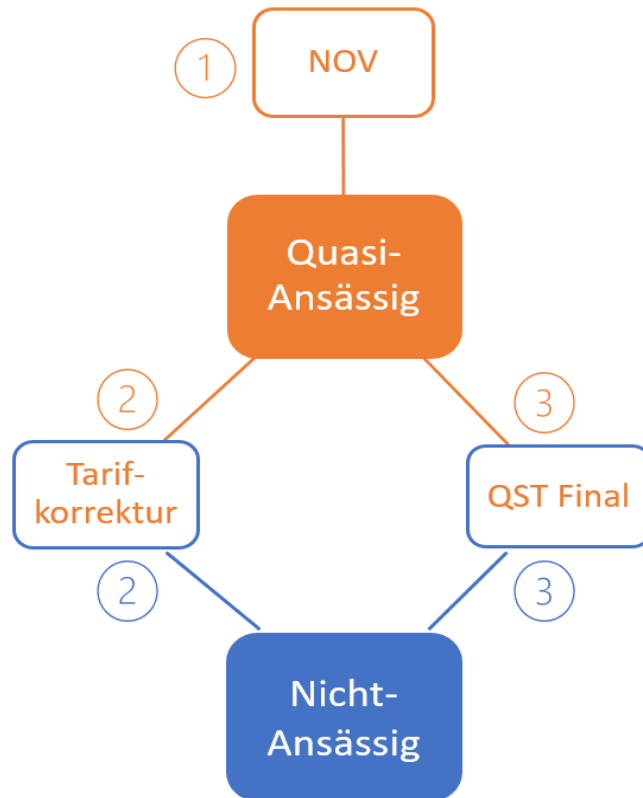 1
NOV
Quasi-
Ansässig
2
3
Tarif-
korrektur
QST Final
2
3
Nicht-
Ansässig